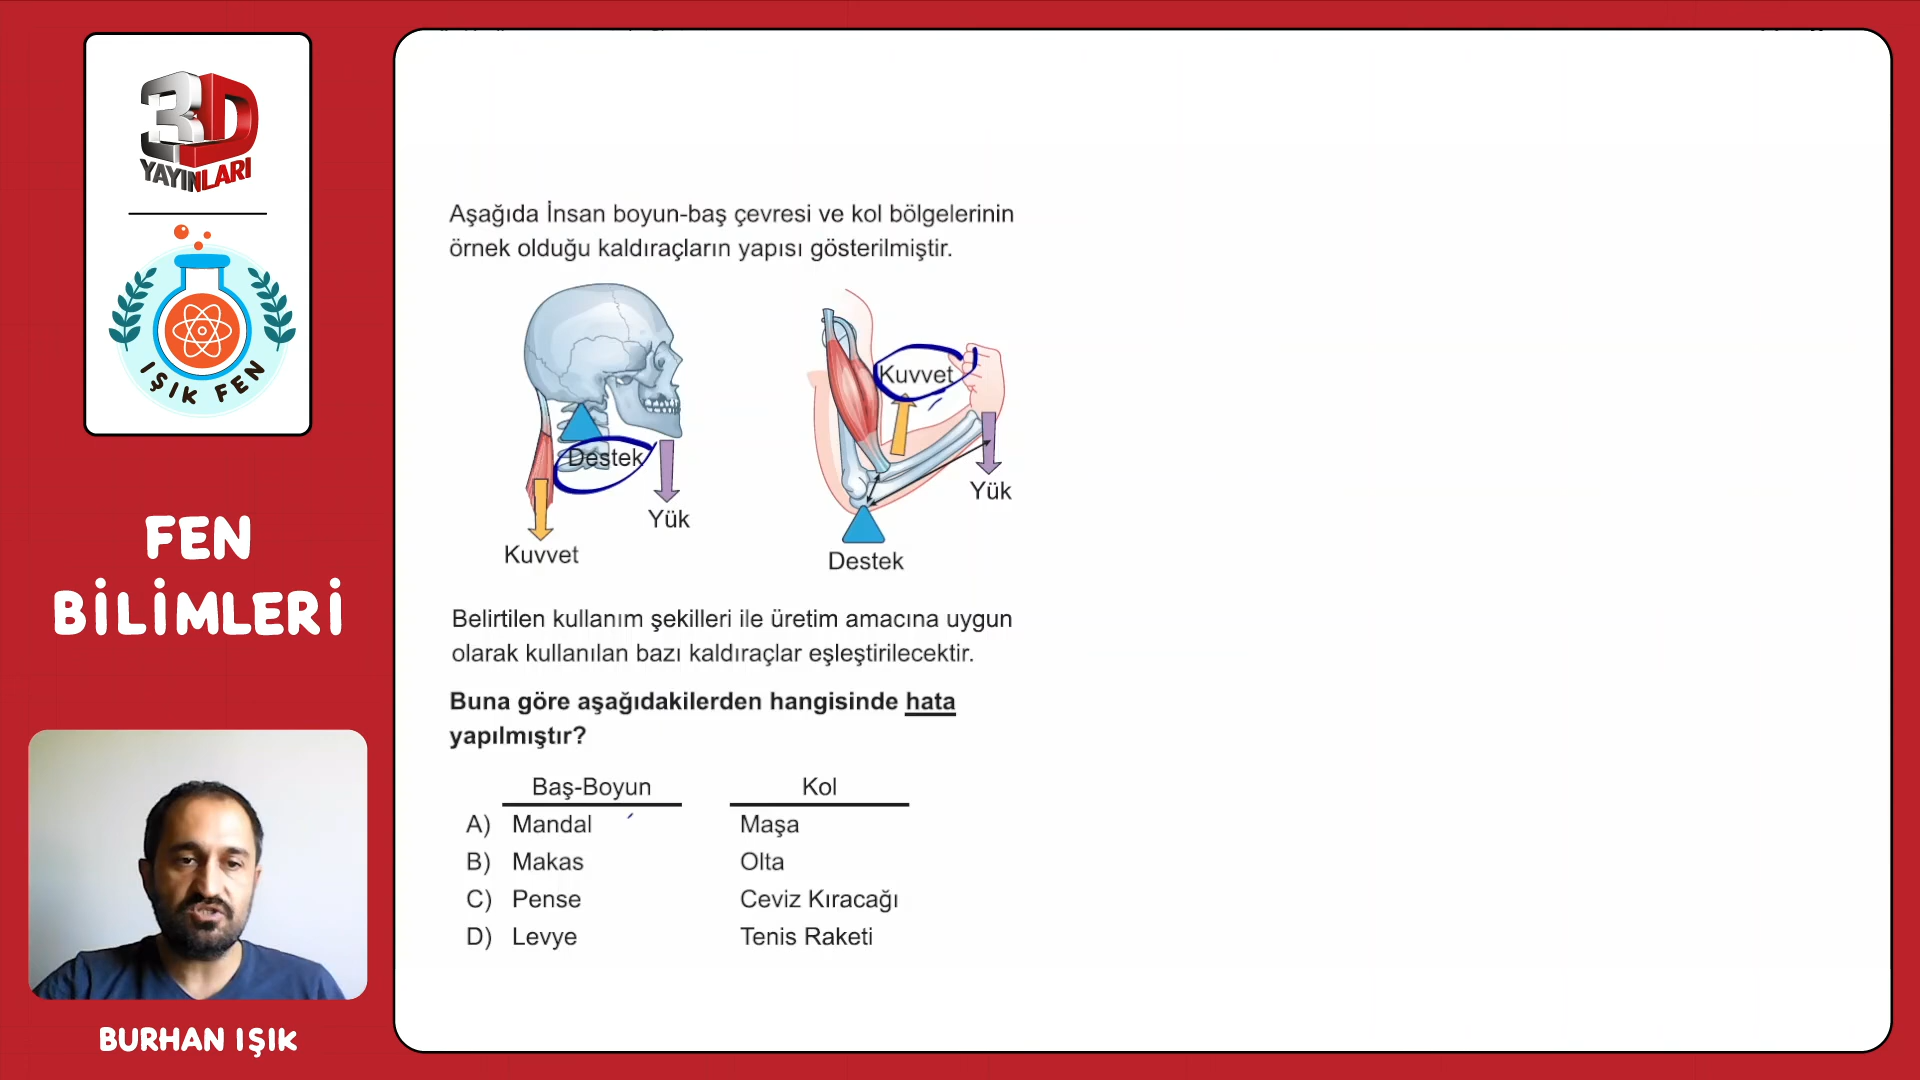 3D
YAYINLARI
IŞIK FEN
FEN
BİLİMLERİ
BURHAN IŞIK
Aşağıda İnsan boyun-baş çevresi ve kol bölgelerinin
örnek olduğu kaldıraçların yapısı gösterilmiştir.
Kuvvet
Destek
Yük
Kuvvet
Yük
Destek
Belirtilen kullanım şekilleri ile üretim amacına uygun
olarak kullanılan bazı kaldıraçlar eşleştirilecektir.
Buna göre aşağıdakilerden hangisinde hata
yapılmıştır?
Baş-Boyun Kol
A) Mandal Maşa
B) Makas Olta
C) Pense Ceviz Kıracağı
D) Levye Tenis Raketi